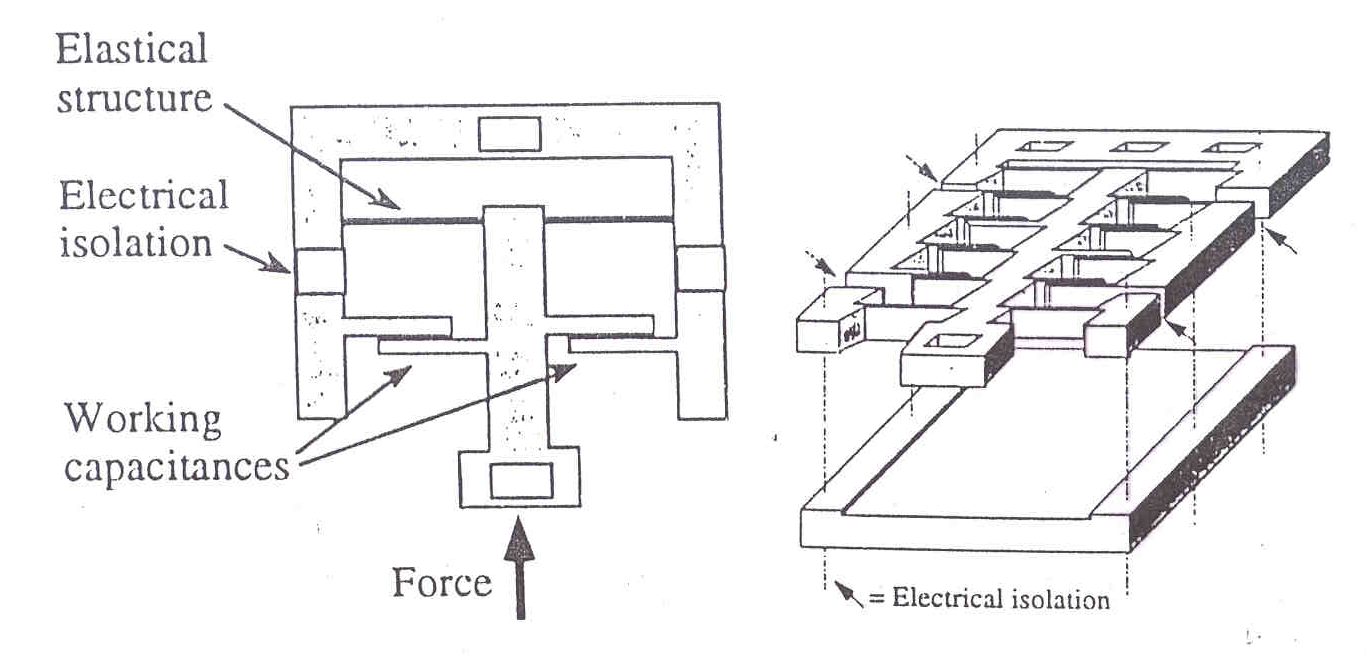 Elastical
structure
Electrical
isolation
Working
capacitances
Force
= Electrical isolation